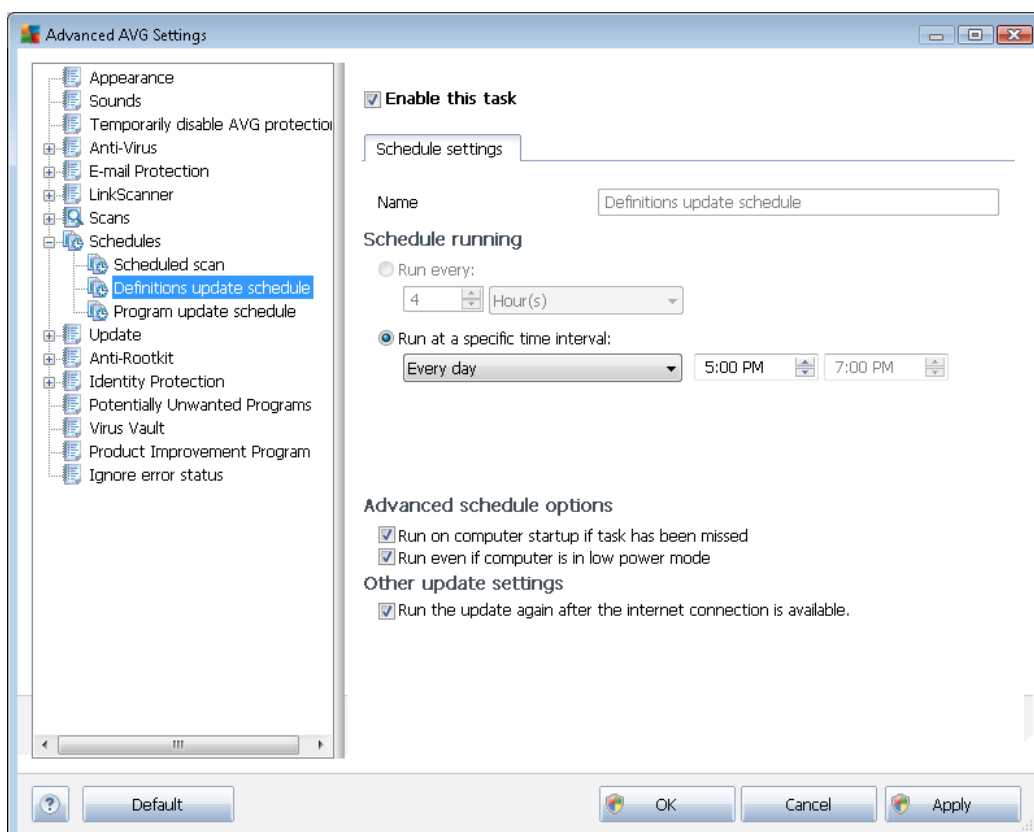 Advanced AVG Settings
Appearance
Sounds
Temporarily disable AVG protection
Anti-Virus
E-mail Protection
LinkScanner
Scans
Schedules
Scheduled scan
Definitions update schedule
Program update schedule
Update
Anti-Rootkit
Identity Protection
Potentially Unwanted Programs
Virus Vault
Product Improvement Program
Ignore error status
Enable this task
Schedule settings
Name
Definitions update schedule
Schedule running
Run every:
4
Hour(s)
Run at a specific time interval:
Every day
5:00 PM
7:00 PM
Advanced schedule options
Run on computer startup if task has been missed
Run even if computer is in low power mode
Other update settings
Run the update again after the internet connection is available.
?
Default
OK
Cancel
Apply